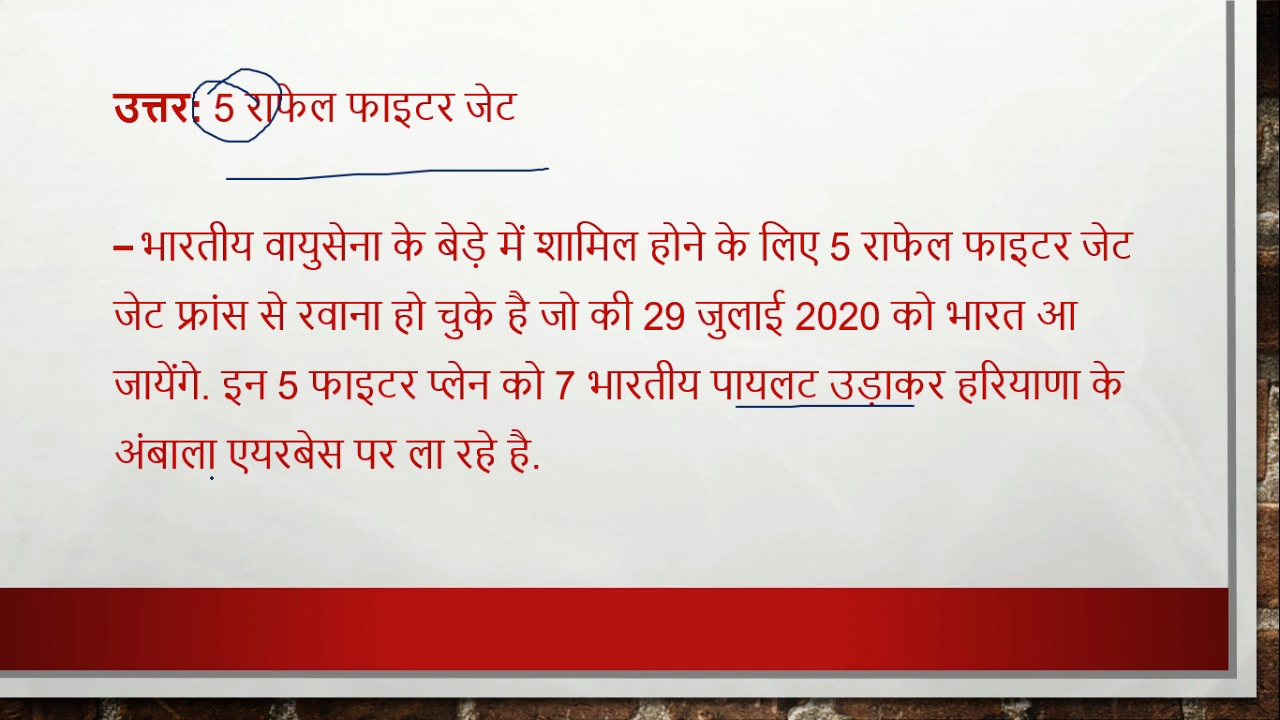 उत्तर: 5 राफेल फाइटर जेट
– भारतीय वायुसेना के बेड़े में शामिल होने के लिए 5 राफेल फाइटर जेट
जेट फ्रांस से रवाना हो चुके है जो की 29 जुलाई 2020 को भारत आ
जायेंगे. इन 5 फाइटर प्लेन को 7 भारतीय पायलट उड़ाकर हरियाणा के
अंबाला एयरबेस पर ला रहे है.